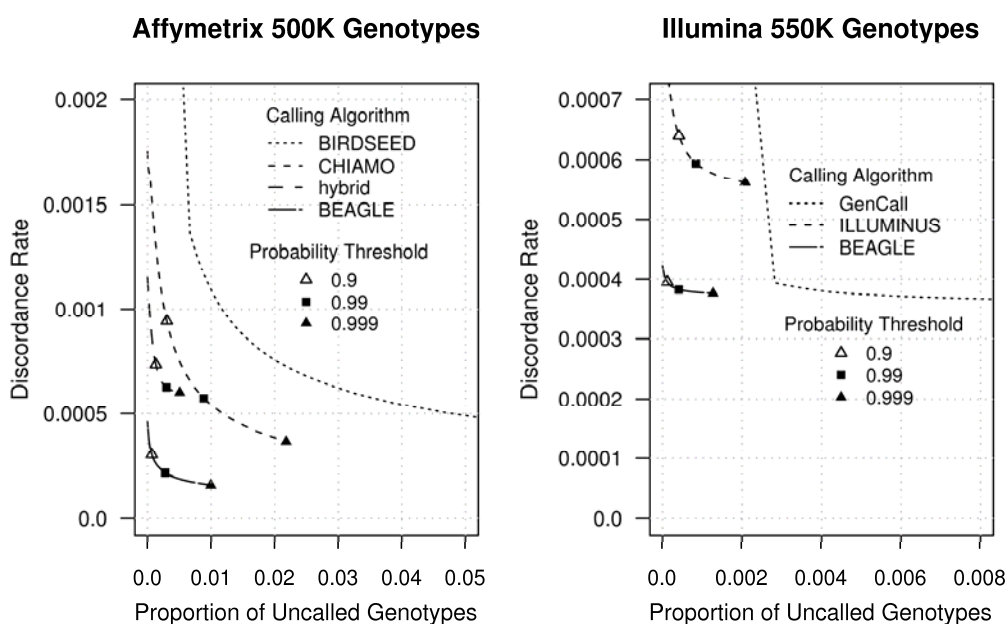 Affymetrix 500K Genotypes
Discordance Rate
0.002
0.0015
0.001
0.0005
0.0
Calling Algorithm
BIRDSEED
CHIAMO
hybrid
BEAGLE
Probability Threshold
0.9
0.99
0.999
0.0 0.01 0.02 0.03 0.04 0.05
Proportion of Uncalled Genotypes
Illumina 550K Genotypes
Discordance Rate
0.0007
0.0006
0.0005
0.0004
0.0003
0.0002
0.0001
0.0
Calling Algorithm
GenCall
ILLUMINUS
BEAGLE
Probability Threshold
0.9
0.99
0.999
0.0 0.002 0.004 0.006 0.008
Proportion of Uncalled Genotypes